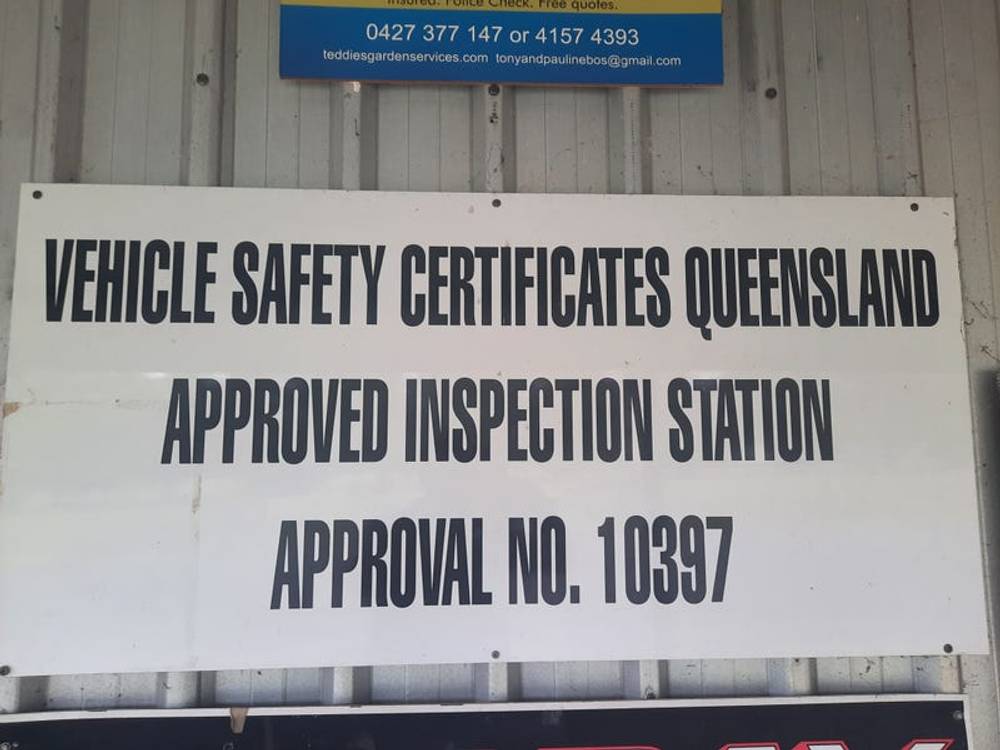 Insured. Police Check. Free quotes.
0427 377 147 or 4157 4393
teddiesgardenservices.com tonyandpaulinebos@gmail.com
VEHICLE SAFETY CERTIFICATES QUEENSLAND
APPROVED INSPECTION STATION
APPROVAL NO. 10397